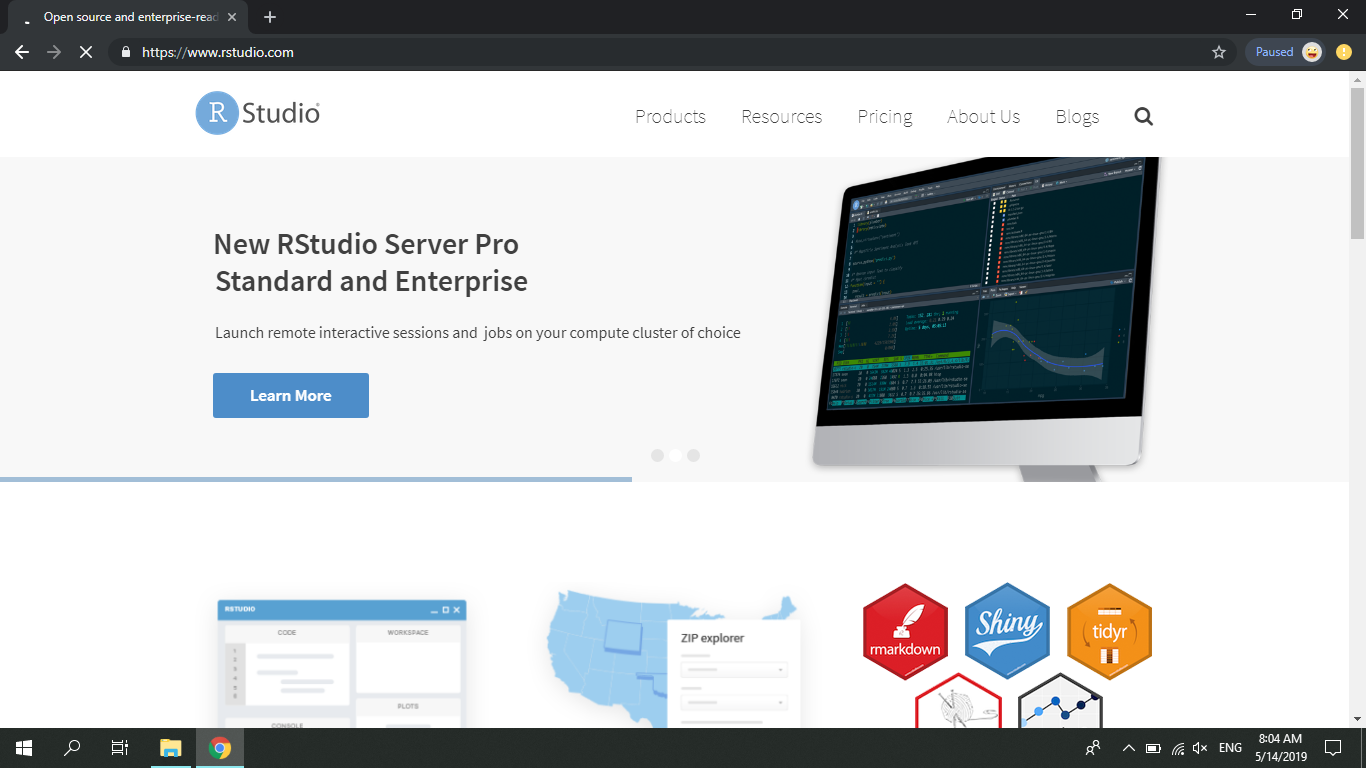 Open source and enterprise-read
https://www.rstudio.com
Paused
R Studio
Products
Resources
Pricing
About Us
Blogs
New RStudio Server Pro
Standard and Enterprise
Launch remote interactive sessions and jobs on your compute cluster of choice
Learn More
RSTUDIO
CODE
WORKSPACE
PLOTS
CONSOLE
ZIP explorer
rmarkdown
Shiny
tidyr
ENG
8:04 AM
5/14/2019